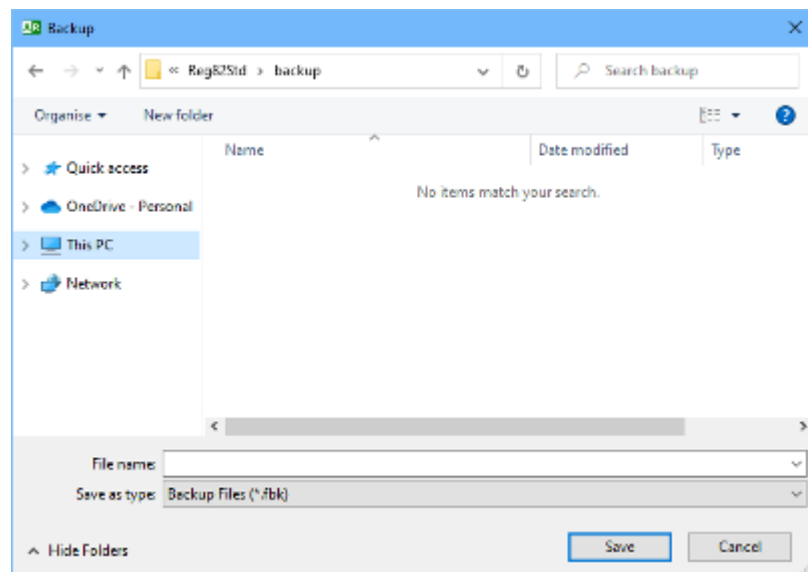 Backup
« Reg82Std > backup
Search backup
Organise
New folder
Name
Date modified
Type
Quick access
No items match your search.
OneDrive - Personal
This PC
Network
File name:
Save as type: Backup Files (*.fbk)
Hide Folders
Save
Cancel